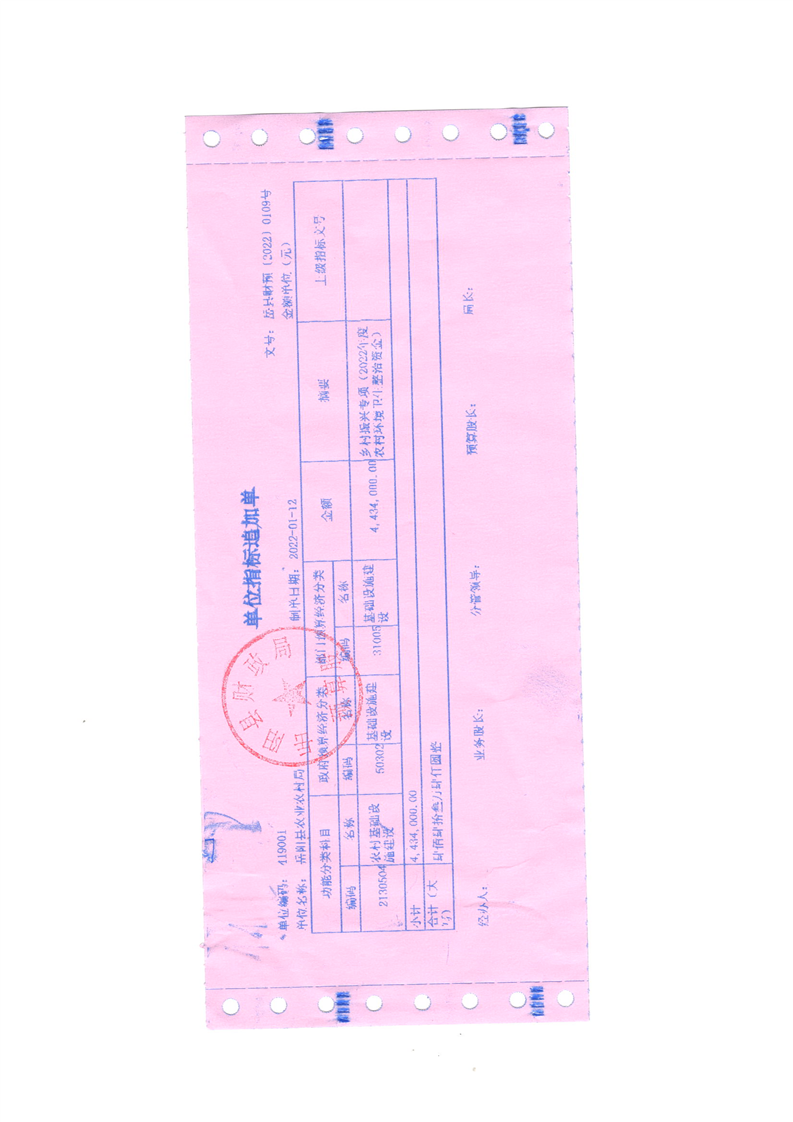 单位指标追加单
文号：岳县财预（2022）0109号
单位编码：419001
制单日期：2022-01-12
金额单位（元）
单位名称：岳阳县农业农村局
功能分类科目 政府预算经济分类 部门预算经济分类 金额 摘要 上级指标文号
编码 名称 编码 名称 编码 名称
2130504 农村基础设施建设 50302 基础设施建设 31005 基础设施建设 4,434,000.00 乡村振兴专项（2022年度农村环境卫生整治资金）
小计 4,434,000.00
合计（大写） 肆佰肆拾叁万肆仟圆整
经办人： 业务股长： 分管领导： 预算股长： 局长：